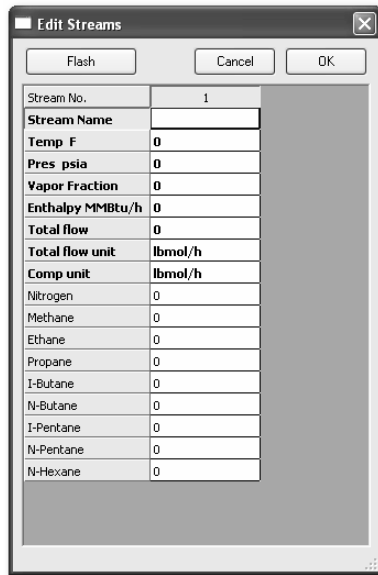 Edit Streams
Flash Cancel OK
Stream No. 1
Stream Name
Temp F 0
Pres psia 0
Vapor Fraction 0
Enthalpy MMBtu/h 0
Total flow 0
Total flow unit lbmol/h
Comp unit lbmol/h
Nitrogen 0
Methane 0
Ethane 0
Propane 0
I-Butane 0
N-Butane 0
I-Pentane 0
N-Pentane 0
N-Hexane 0